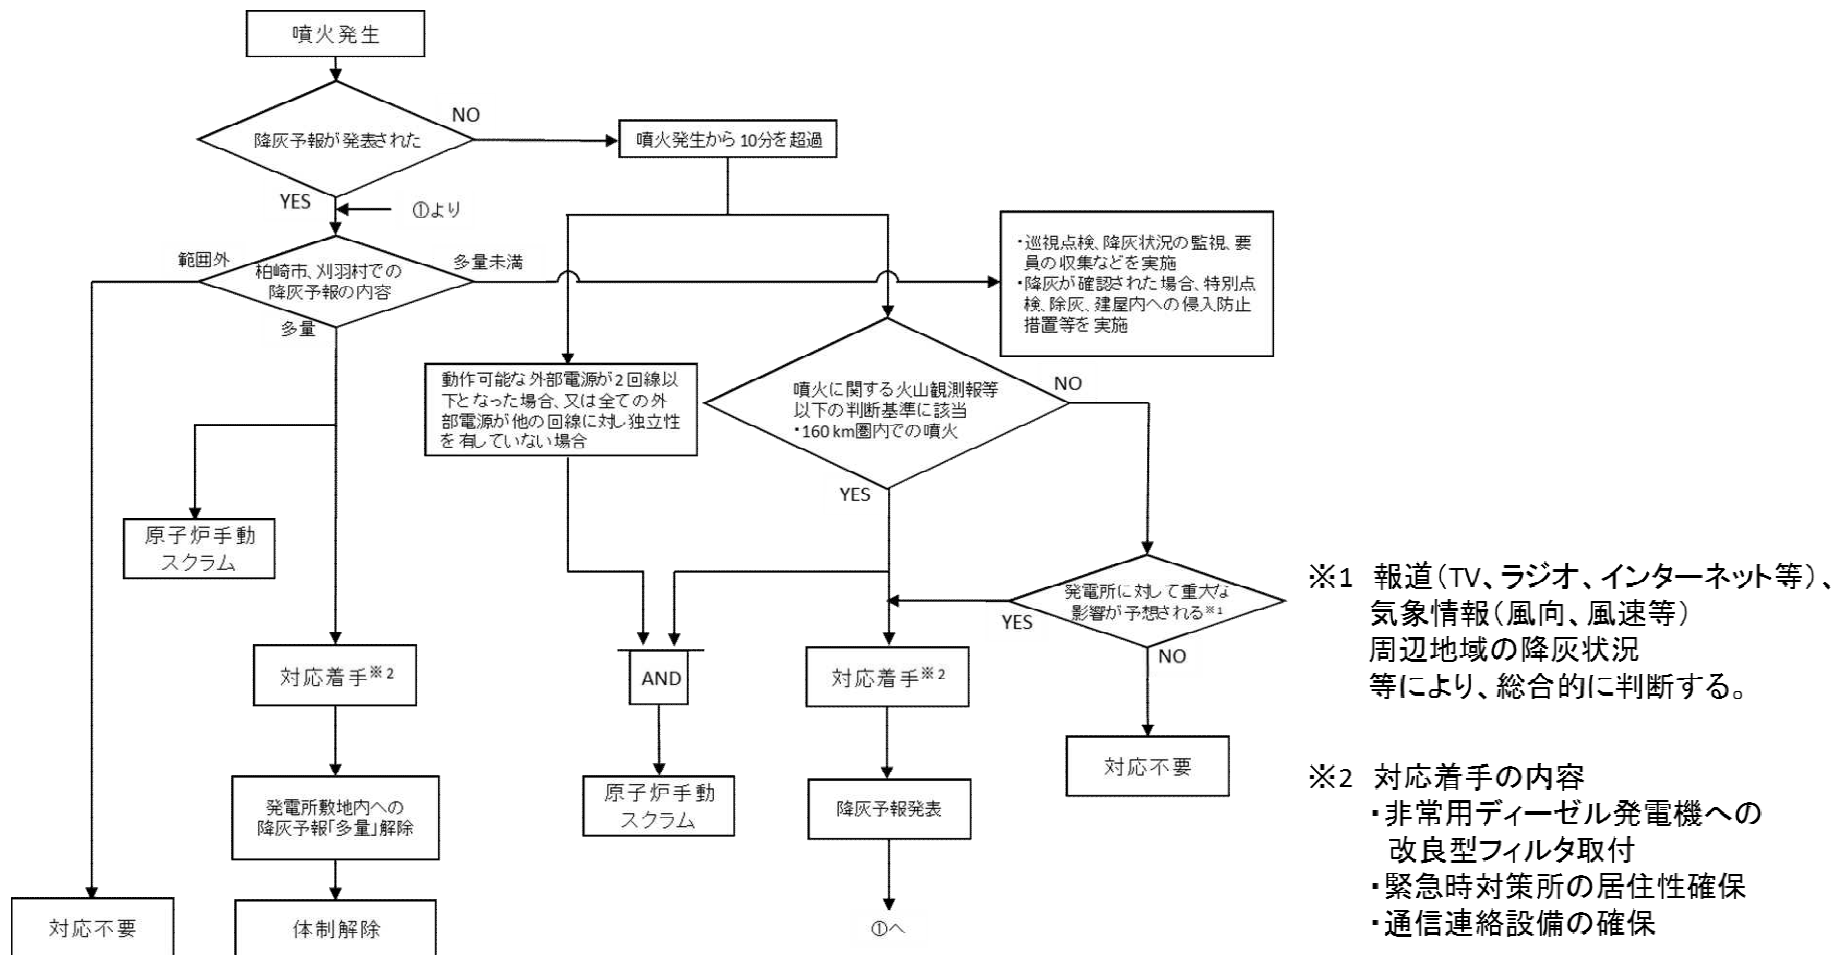 噴火発生
降灰予報が発表された
NO
噴火発生から10分を超過
YES
①より
範囲外
柏崎市、刈羽村での
降灰予報の内容
多量未満
多量
・巡視点検、降灰状況の監視、要
員の収集などを実施
・降灰が確認された場合、特別点
検、除灰、建屋内への侵入防止
措置等を実施
動作可能な外部電源が2回線以
下となった場合、又は全ての外
部電源が他の回線に対し独立性
を有していない場合
噴火に関する火山観測報等
以下の判断基準に該当
・160 km圏内での噴火
NO
YES
原子炉手動
スクラム
発電所に対して重大な
影響が予想される※1
YES
NO
対応着手※2
AND
対応着手※2
対応不要
発電所敷地内への
降灰予報「多量」解除
原子炉手動
スクラム
降灰予報発表
対応不要
体制解除
①へ
※1 報道(TV、ラジオ、インターネット等)、
気象情報(風向、風速等)
周辺地域の降灰状況
等により、総合的に判断する。
※2 対応着手の内容
・非常用ディーゼル発電機への
改良型フィルタ取付
・緊急時対策所の居住性確保
・通信連絡設備の確保